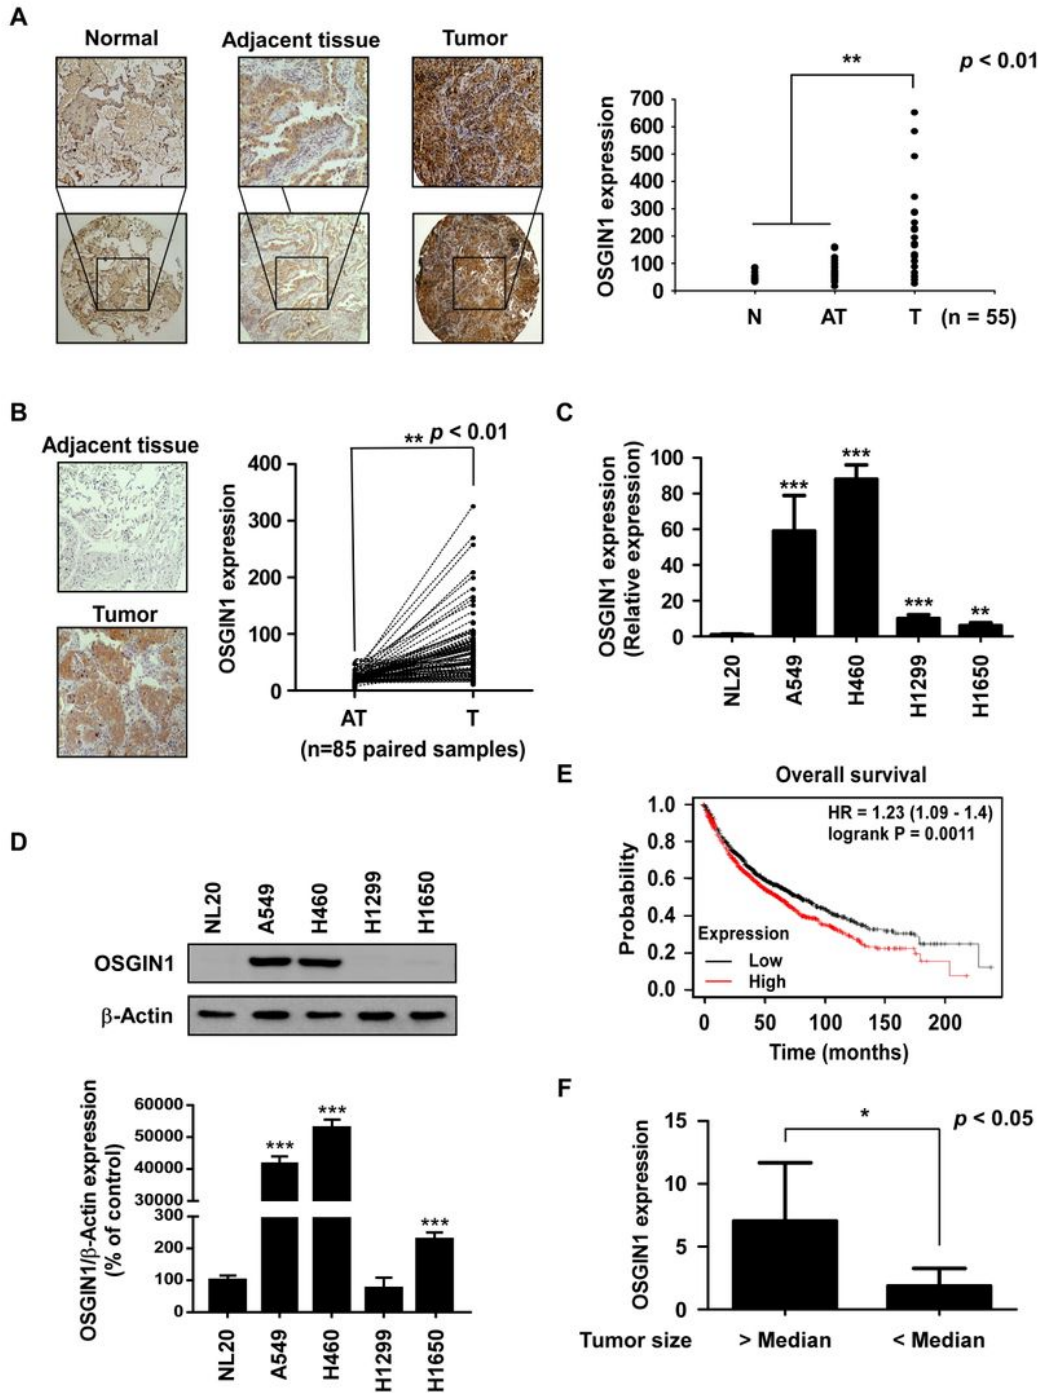 A
Normal
Adjacent tissue
Tumor
**
p < 0.01
OSGIN1 expression
700
600
500
400
300
200
100
0
N
AT
T
(n = 55)
B
Adjacent tissue
Tumor
** p < 0.01
OSGIN1 expression
400
300
200
100
0
AT
T
(n=85 paired samples)
C
OSGIN1 expression
(Relative expression)
100
80
60
40
20
0
***
***
***
**
NL20
A549
H460
H1299
H1650
D
NL20
A549
H460
H1299
H1650
OSGIN1
β-Actin
OSGIN1/β-Actin expression
(% of control)
60000
50000
40000
30000
300
200
100
0
***
***
***
NL20
A549
H460
H1299
H1650
E
Overall survival
HR = 1.23 (1.09 - 1.4)
logrank P = 0.0011
Probability
1.0
0.8
0.6
0.4
0.2
0.0
Expression
Low
High
0
50
100
150
200
Time (months)
F
OSGIN1 expression
15
10
5
0
*
p < 0.05
Tumor size
> Median
< Median